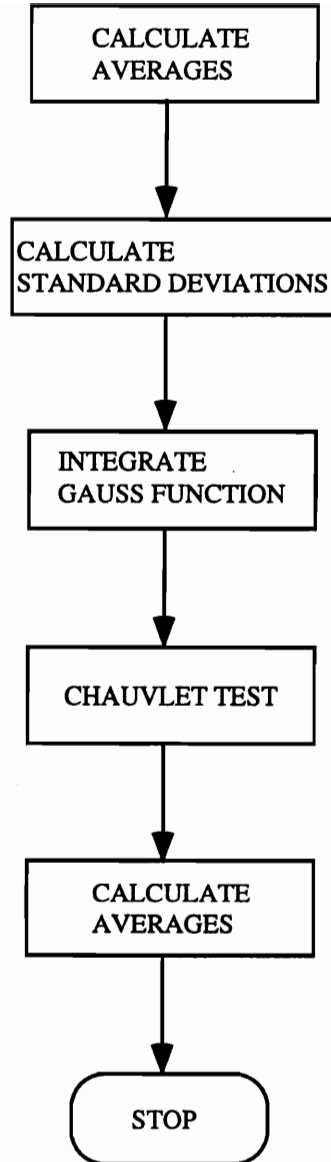 CALCULATE
AVERAGES
CALCULATE
STANDARD DEVIATIONS
INTEGRATE
GAUSS FUNCTION
CHAUVLET TEST
CALCULATE
AVERAGES
STOP